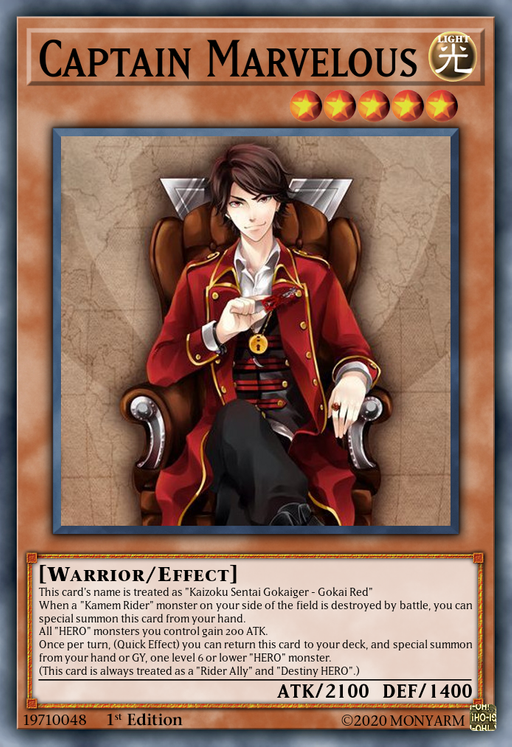 CAPTAIN MARVELOUS
LIGHT
光
[WARRIOR/EFFECT]
This card's name is treated as "Kaizoku Sentai Gokaiger - Gokai Red"
When a "Kamem Rider" monster on your side of the field is destroyed by battle, you can
special summon this card from your hand.
All "HERO" monsters you control gain 200 ATK.
Once per turn, (Quick Effect) you can return this card to your deck, and special summon
from your hand or GY, one level 6 or lower "HERO" monster.
(This card is always treated as a "Rider Ally" and "Destiny HERO".)
ATK/2100 DEF/1400
19710048 1st Edition ©2020 MONYARM